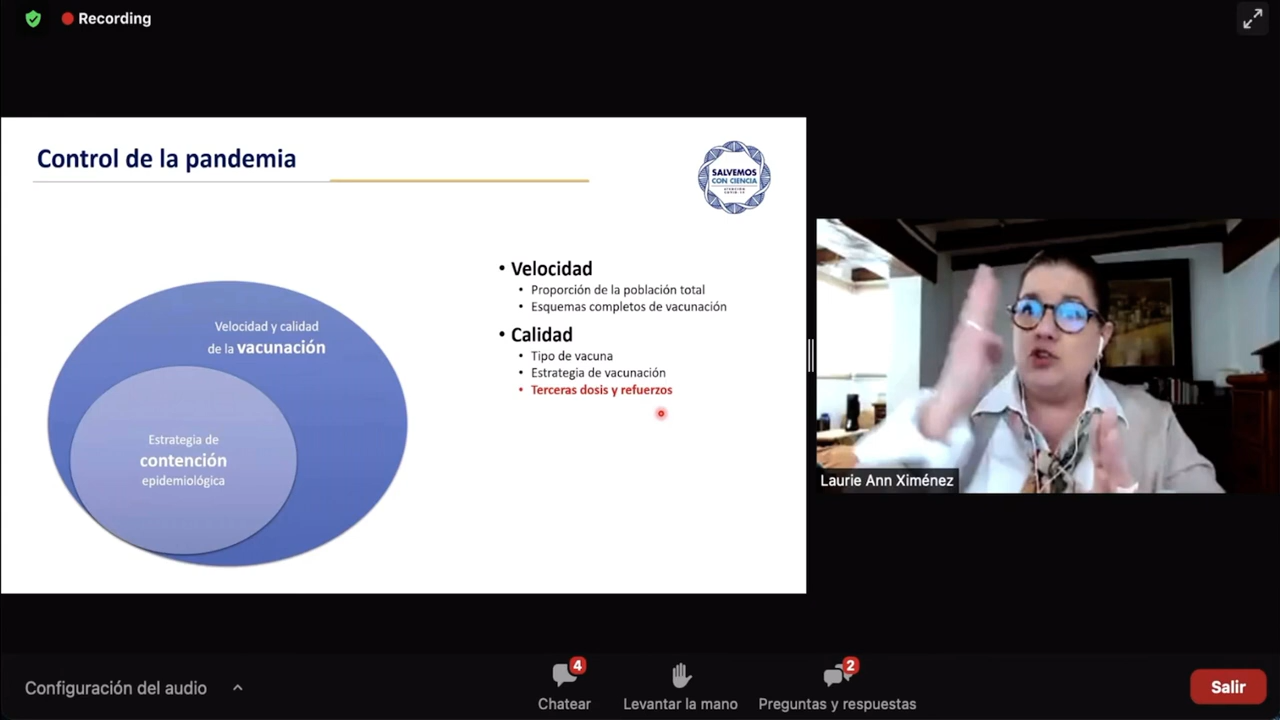 Recording
Control de la pandemia
SALVEMOS
CON CIENCIA
Velocidad y calidad
de la vacunación
Estrategia de
contención
epidemiológica
• Velocidad
• Proporción de la población total
• Esquemas completos de vacunación
• Calidad
• Tipo de vacuna
• Estrategia de vacunación
• Terceras dosis y refuerzos
Laurie Ann Ximénez
Configuración del audio
4
Chatear
Levantar la mano
2
Preguntas y respuestas
Salir